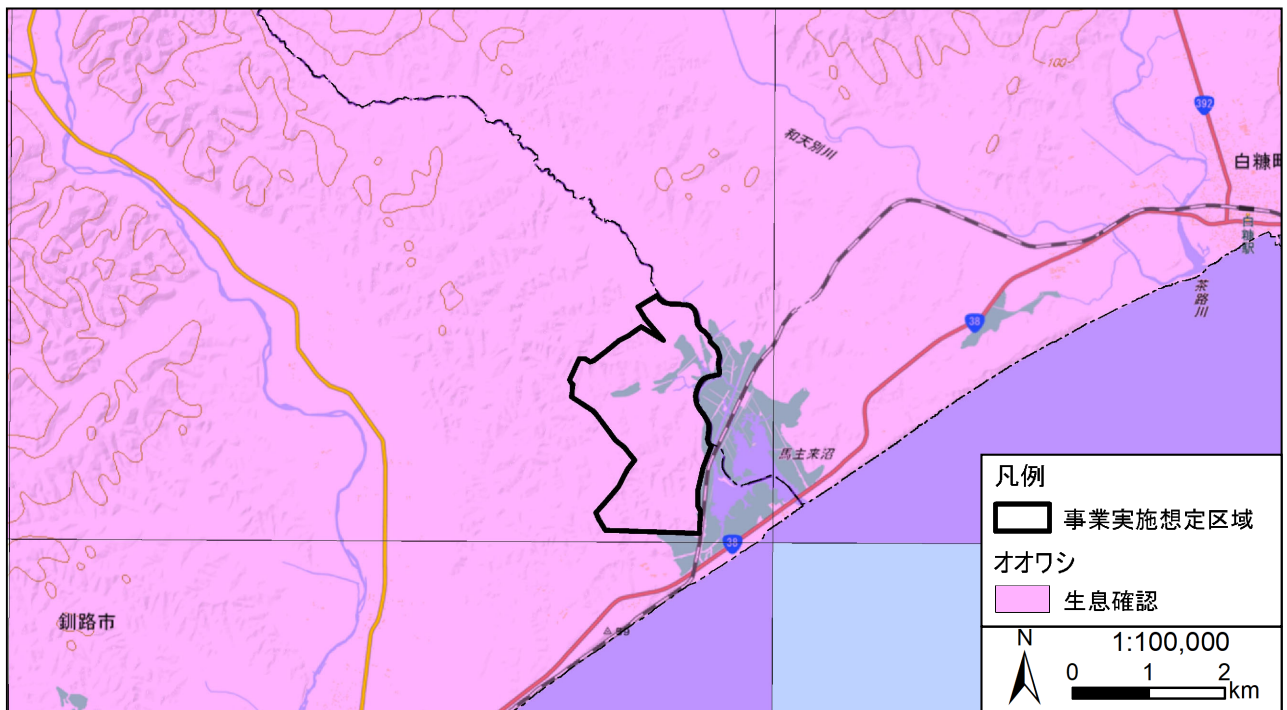 100
392
和天別川
白糠町
白糠駅
茶路川
38
馬主来沼
38
釧路市
凡例
事業実施想定区域
オオワシ
生息確認
N
1:100,000
0 1 2
km